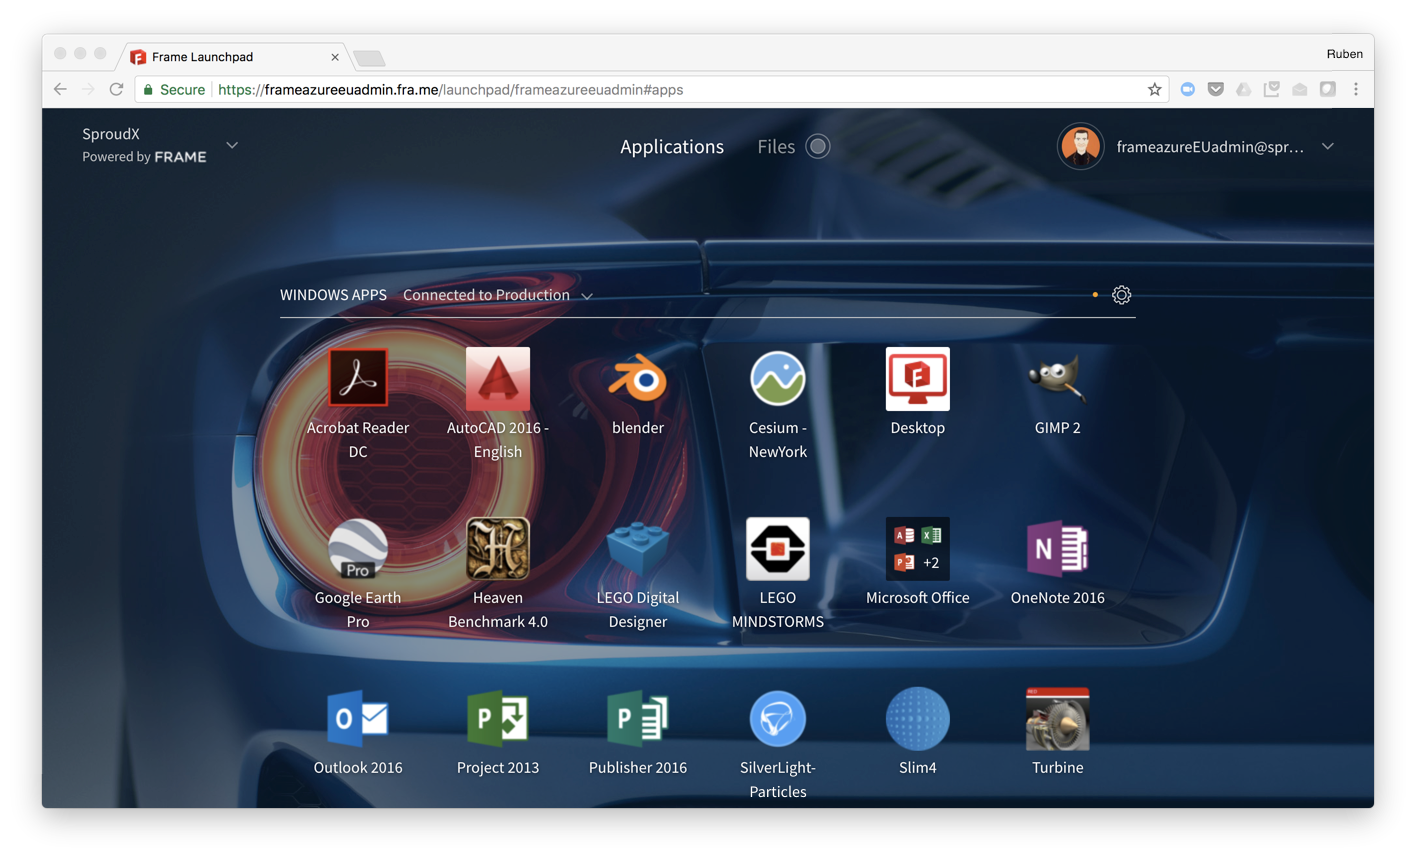 Frame Launchpad
Ruben
Secure https://frameazureeuadmin.fra.me/launchpad/frameazureeuadmin#apps
SproudX
Powered by FRAME
Applications Files
frameazureEUadmin@spr...
WINDOWS APPS Connected to Production
Acrobat Reader DC
AutoCAD 2016 - English
blender
Cesium - NewYork
Desktop
GIMP 2
Pro
Google Earth Pro
Heaven Benchmark 4.0
LEGO Digital Designer
LEGO MINDSTORMS
+2
Microsoft Office
N
OneNote 2016
O
Outlook 2016
P
Project 2013
P
Publisher 2016
SilverLight-Particles
Slim4
Turbine